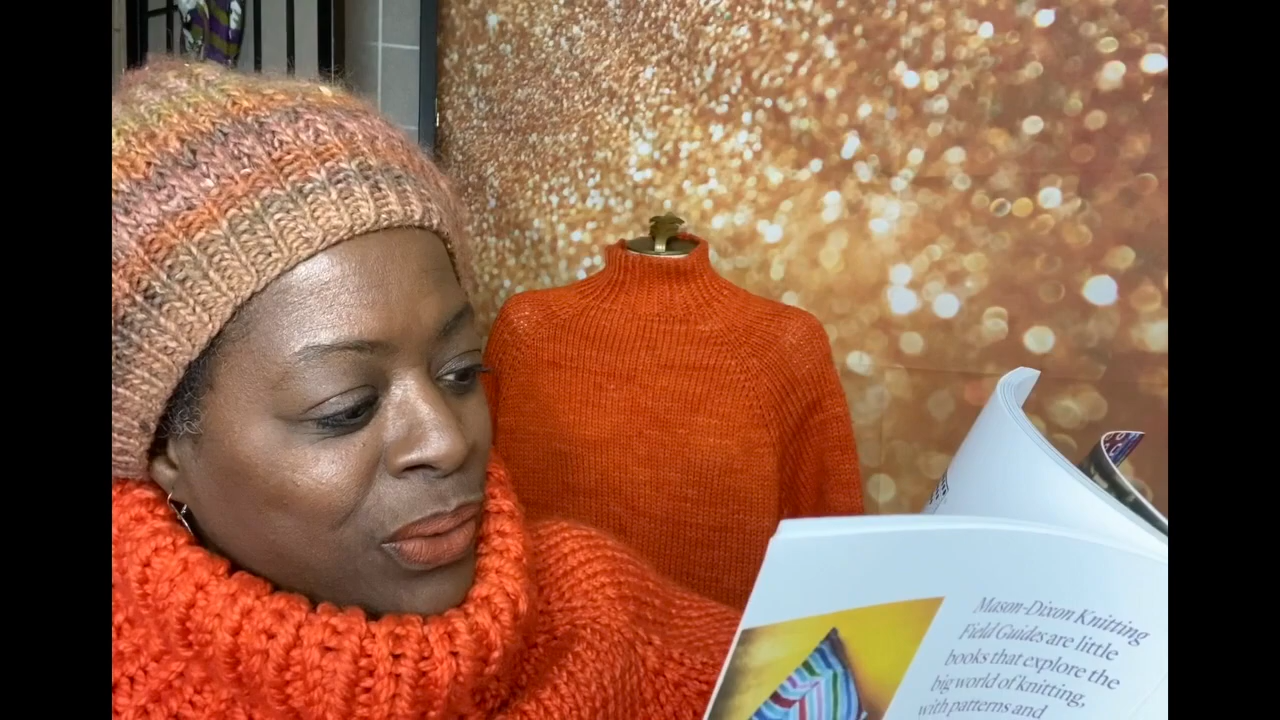 Mason-Dixon Knitting
Field Guides are little
books that explore the
big world of knitting,
with patterns and